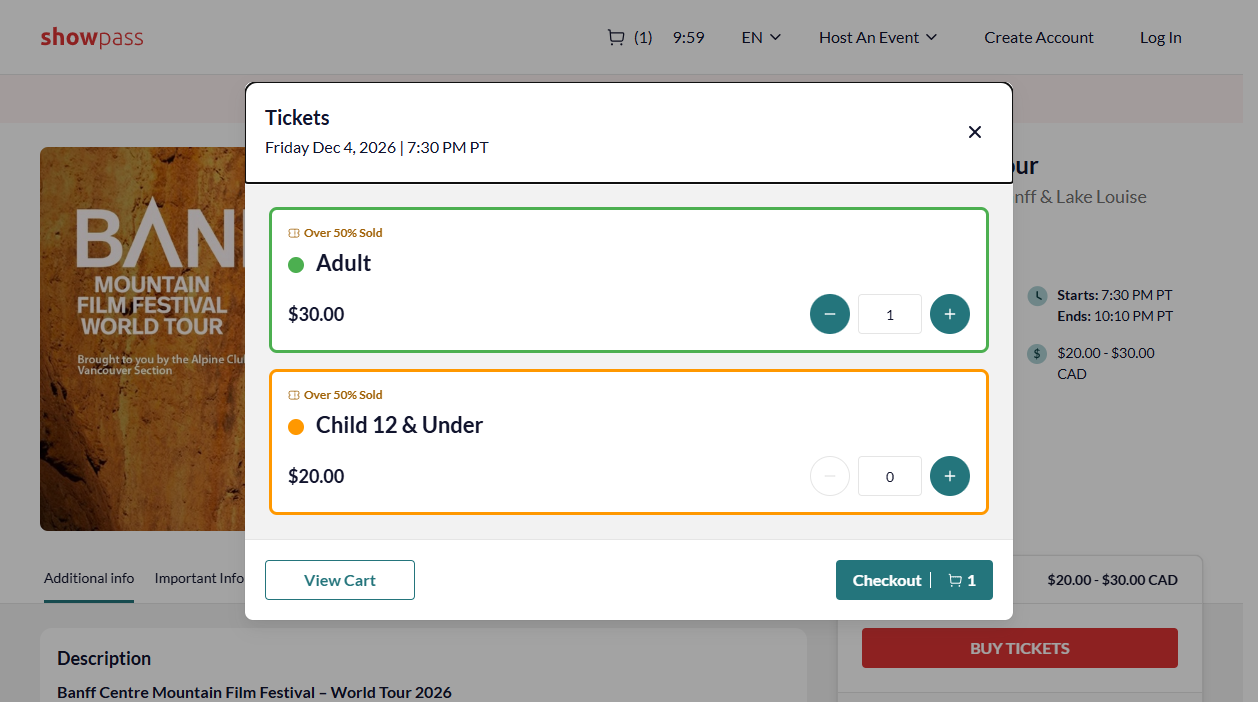 showpass
(1) 9:59 EN Host An Event Create Account Log In
Tickets
Friday Dec 4, 2026 | 7:30 PM PT
our
nff & Lake Louise
BAN
MOUNTAIN
FILM FESTIVAL
WORLD TOUR
Brought to you by the Alpine Clu
Vancouver Section
Over 50% Sold
Adult
$30.00
1
Over 50% Sold
Child 12 & Under
$20.00
0
View Cart
Checkout | 1
Starts: 7:30 PM PT
Ends: 10:10 PM PT
$
$20.00 - $30.00
CAD
Additional info Important Info
$20.00 - $30.00 CAD
BUY TICKETS
Description
Banff Centre Mountain Film Festival – World Tour 2026